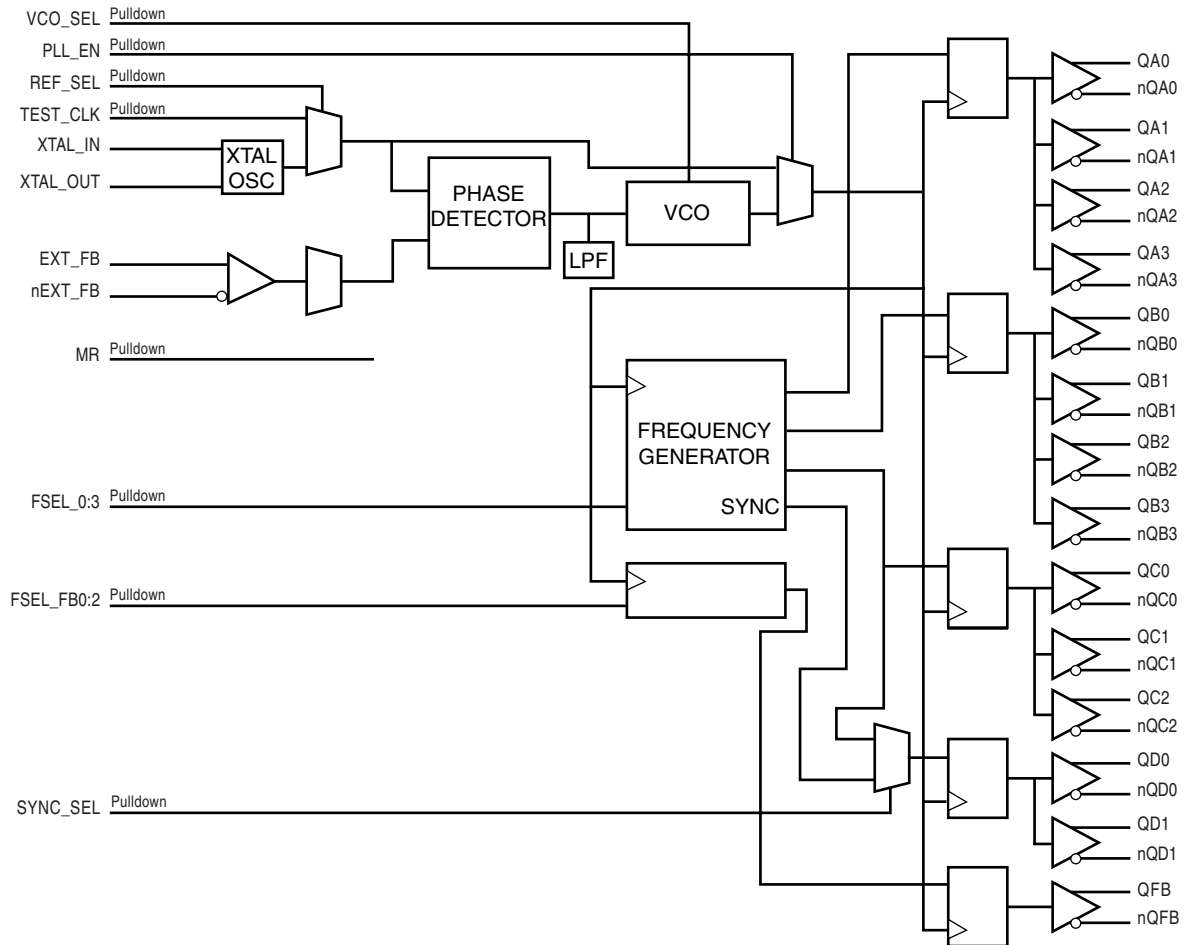 VCO_SEL Pulldown
PLL_EN Pulldown
REF_SEL Pulldown
TEST_CLK Pulldown
XTAL_IN
XTAL_OUT
XTAL
OSC
PHASE
DETECTOR
VCO
LPF
EXT_FB
nEXT_FB
MR Pulldown
FREQUENCY
GENERATOR
SYNC
FSEL_0:3 Pulldown
FSEL_FB0:2 Pulldown
SYNC_SEL Pulldown
QA0
nQA0
QA1
nQA1
QA2
nQA2
QA3
nQA3
QB0
nQB0
QB1
nQB1
QB2
nQB2
QB3
nQB3
QC0
nQC0
QC1
nQC1
QC2
nQC2
QD0
nQD0
QD1
nQD1
QFB
nQFB